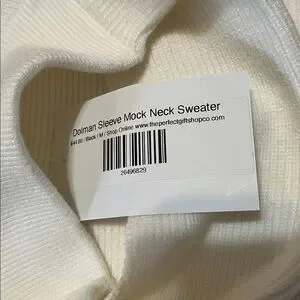 Dolman Sleeve Mock Neck Sweater
$44.00 / Black / M / Shop Online www.theperfectgiftshopco.com
26496829